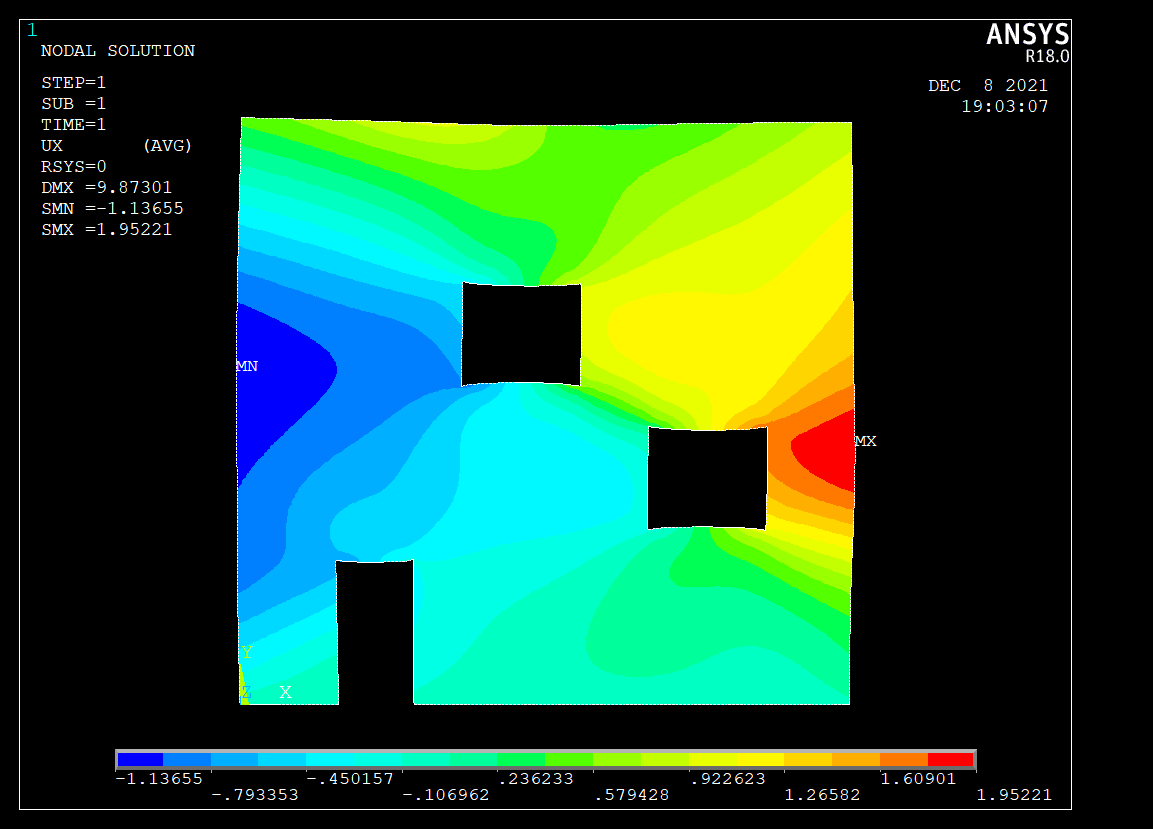 1
ANSYS
R18.0
NODAL SOLUTION
DEC 8 2021
19:03:07
STEP=1
SUB =1
TIME=1
UX (AVG)
RSYS=0
DMX =9.87301
SMN =-1.13655
SMX =1.95221
MN
MX
Y
Z X
-1.13655 -.450157 .236233 .922623 1.60901
-.793353 -.106962 .579428 1.26582 1.95221